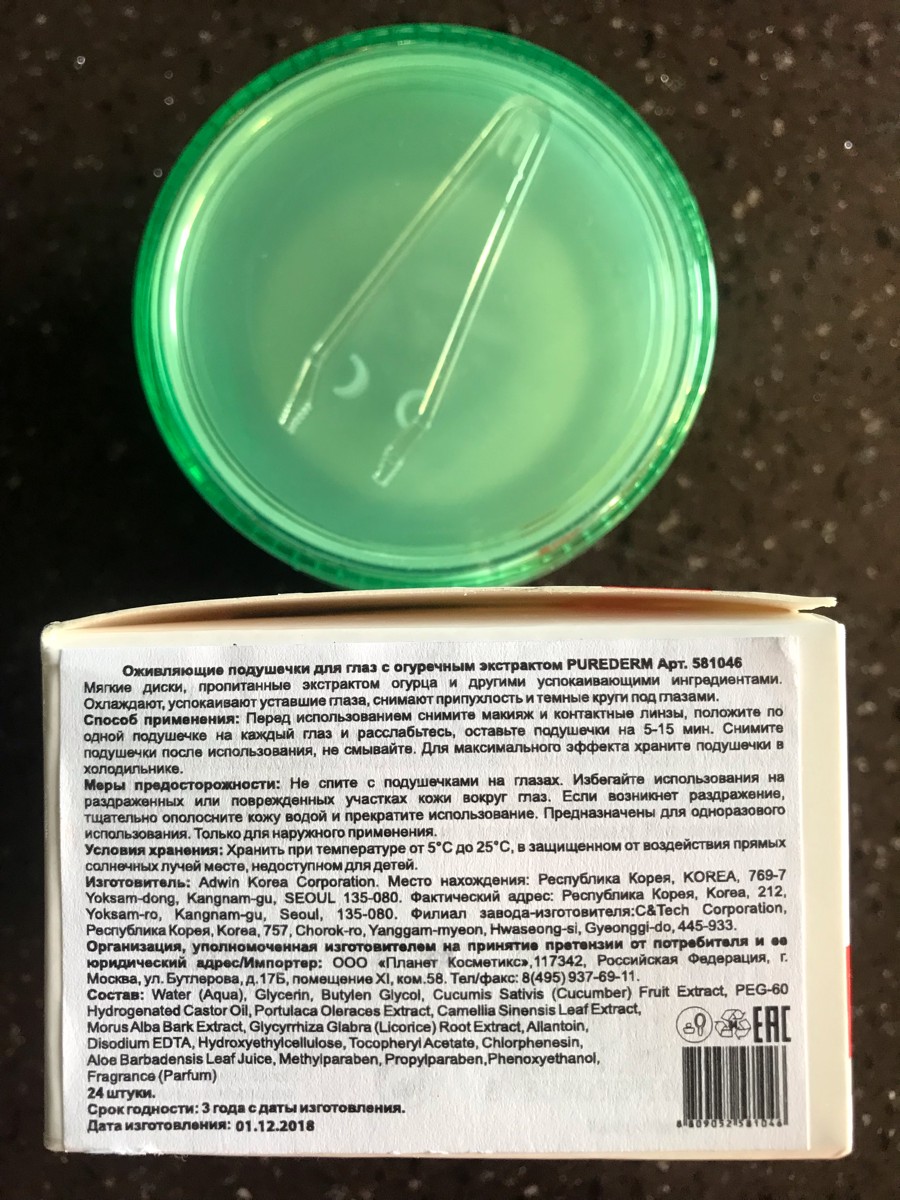 Оживляющие подушечки для глаз с огуречным экстрактом PUREDERM Арт. 581046
Мягкие диски, пропитанные экстрактом огурца и другими успокаивающими ингредиентами.
Охлаждают, успокаивают уставшие глаза, снимают припухлость и темные круги под глазами.
Способ применения: Перед использованием снимите макияж и контактные линзы, положите по
одной подушечке на каждый глаз и расслабьтесь, оставьте подушечки на 5-15 мин. Снимите
подушечки после использования, не смывайте. Для максимального эффекта храните подушечки в
холодильнике.
Меры предосторожности: Не спите с подушечками на глазах. Избегайте использования на
раздраженных или поврежденных участках кожи вокруг глаз. Если возникнет раздражение,
тщательно ополосните кожу водой и прекратите использование. Предназначены для одноразового
использования. Только для наружного применения.
Условия хранения: Хранить при температуре от 5°С до 25°С, в защищенном от воздействия прямых
солнечных лучей месте, недоступном для детей.
Изготовитель: Adwin Korea Corporation. Место нахождения: Республика Корея, KOREA, 769-7
Yoksam-dong, Kangnam-gu, SEOUL 135-080. Фактический адрес: Республика Корея, Korea, 212,
Yoksam-ro, Kangnam-gu, Seoul, 135-080. Филиал завода-изготовителя:C&Tech Corporation,
Республика Корея, Korea, 757, Chorok-ro, Yanggam-myeon, Hwaseong-si, Gyeonggi-do, 445-933.
Организация, уполномоченная изготовителем на принятие претензии от потребителя и ее
юридический адрес/Импортер: ООО «Планет Косметикс»,117342, Российская Федерация, г.
Москва, ул. Бутлерова, д.17Б, помещение XI, ком.58. Тел/факс: 8(495) 937-69-11.
Состав: Water (Aqua), Glycerin, Butylen Glycol, Cucumis Sativis (Cucumber) Fruit Extract, PEG-60
Hydrogenated Castor Oil, Portulaca Oleraces Extract, Camellia Sinensis Leaf Extract,
Morus Alba Bark Extract, Glycyrrhiza Glabra (Licorice) Root Extract, Allantoin,
Disodium EDTA, Hydroxyethylcellulose, Tocopheryl Acetate, Chlorphenesin,
Aloe Barbadensis Leaf Juice, Methylparaben, Propylparaben,Phenoxyethanol,
Fragrance (Parfum)
EAC
24 штуки.
Срок годности: 3 года с даты изготовления.
Дата изготовления: 01.12.2018
8 809052 581046